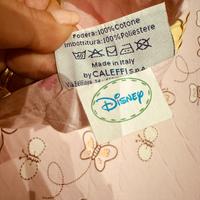 Fodera:100%Cotone
Imbottitura:100%Poliestere
Made in Italy
by CALEFFI S.p.A.
Disney